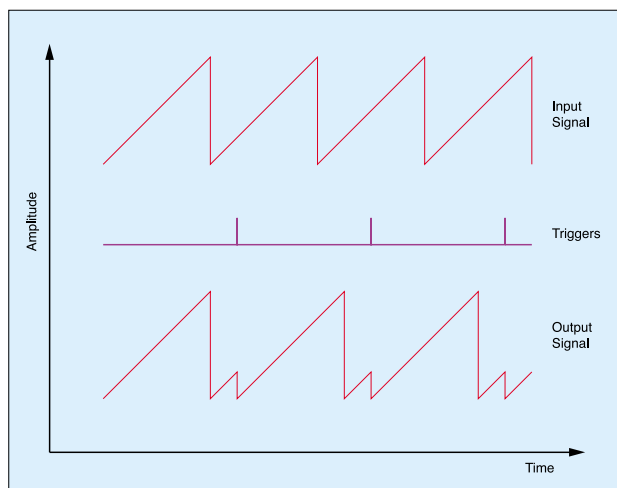 Amplitude
Input
Signal
Triggers
Output
Signal
Time